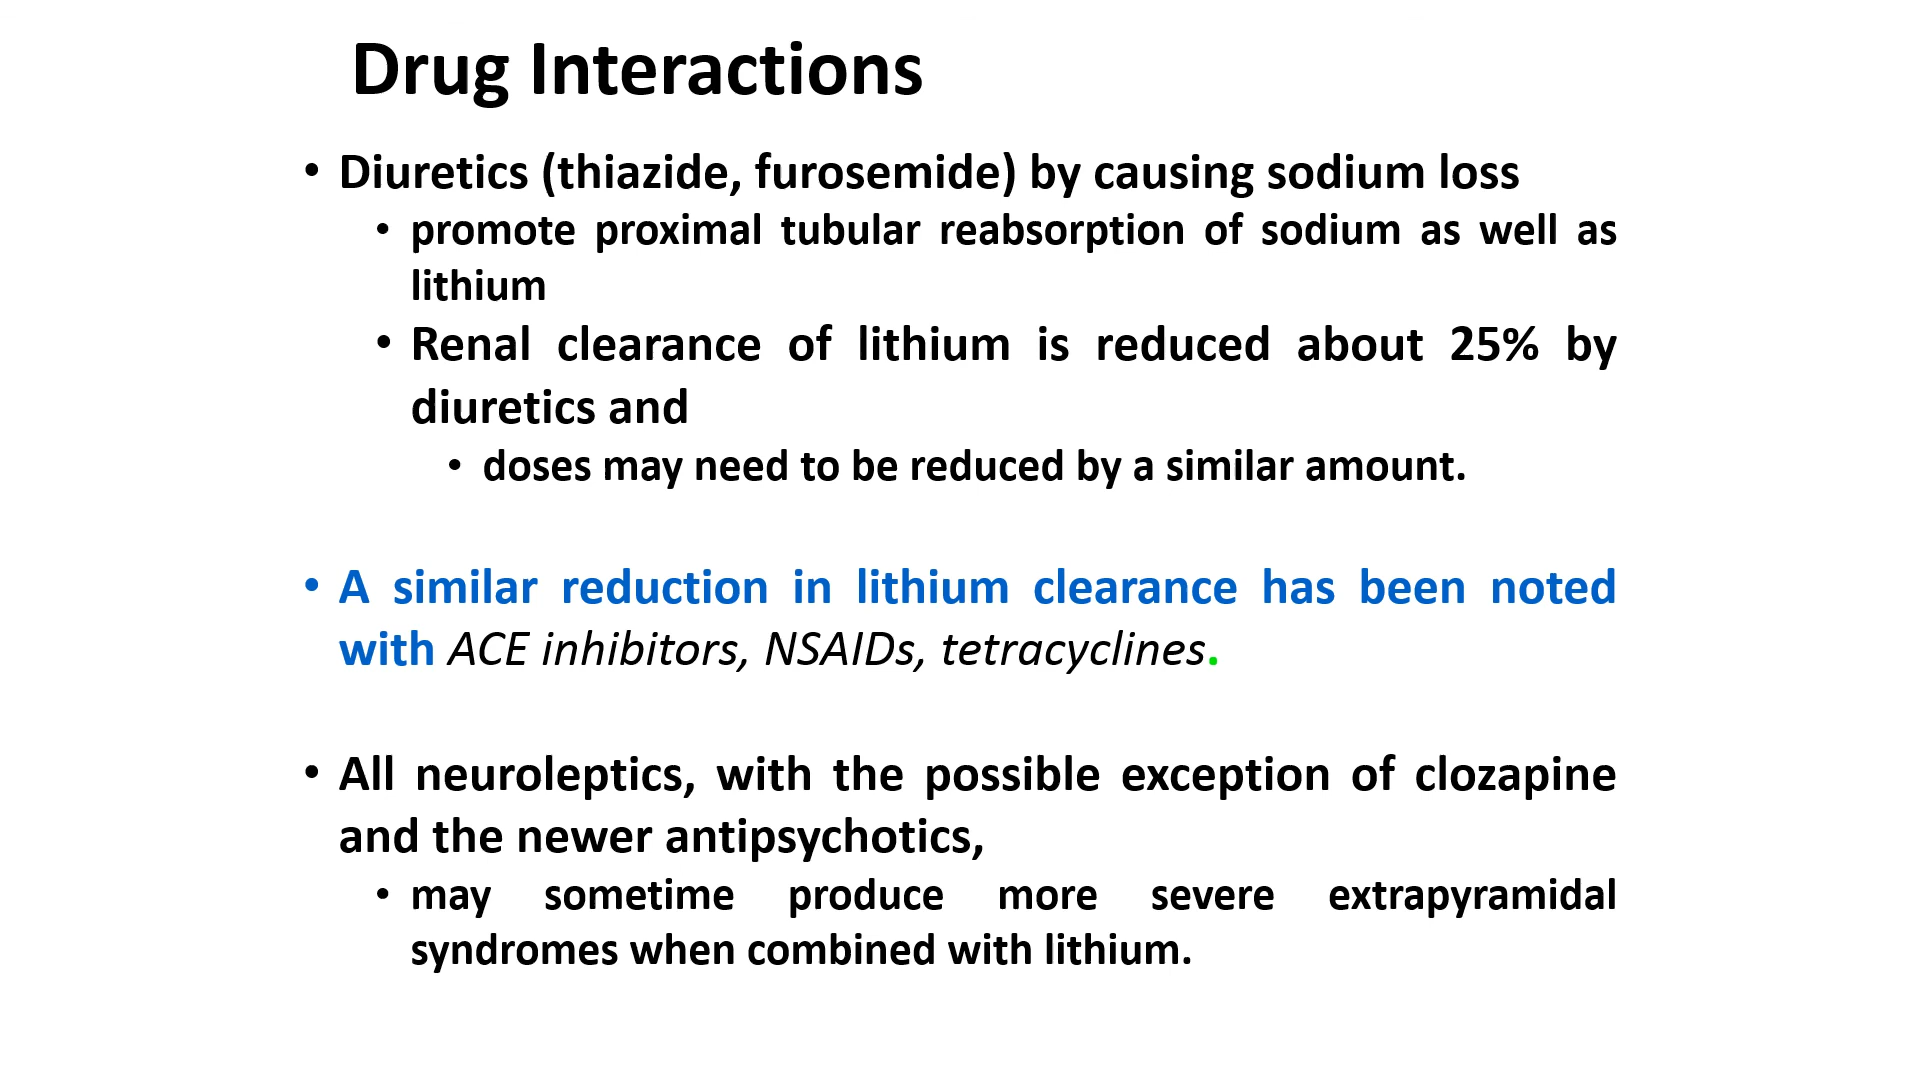 Drug Interactions
• Diuretics (thiazide, furosemide) by causing sodium loss
• promote proximal tubular reabsorption of sodium as well as
lithium
• Renal clearance of lithium is reduced about 25% by
diuretics and
• doses may need to be reduced by a similar amount.
• A similar reduction in lithium clearance has been noted
with ACE inhibitors, NSAIDs, tetracyclines.
• All neuroleptics, with the possible exception of clozapine
and the newer antipsychotics,
• may sometime produce more severe extrapyramidal
syndromes when combined with lithium.